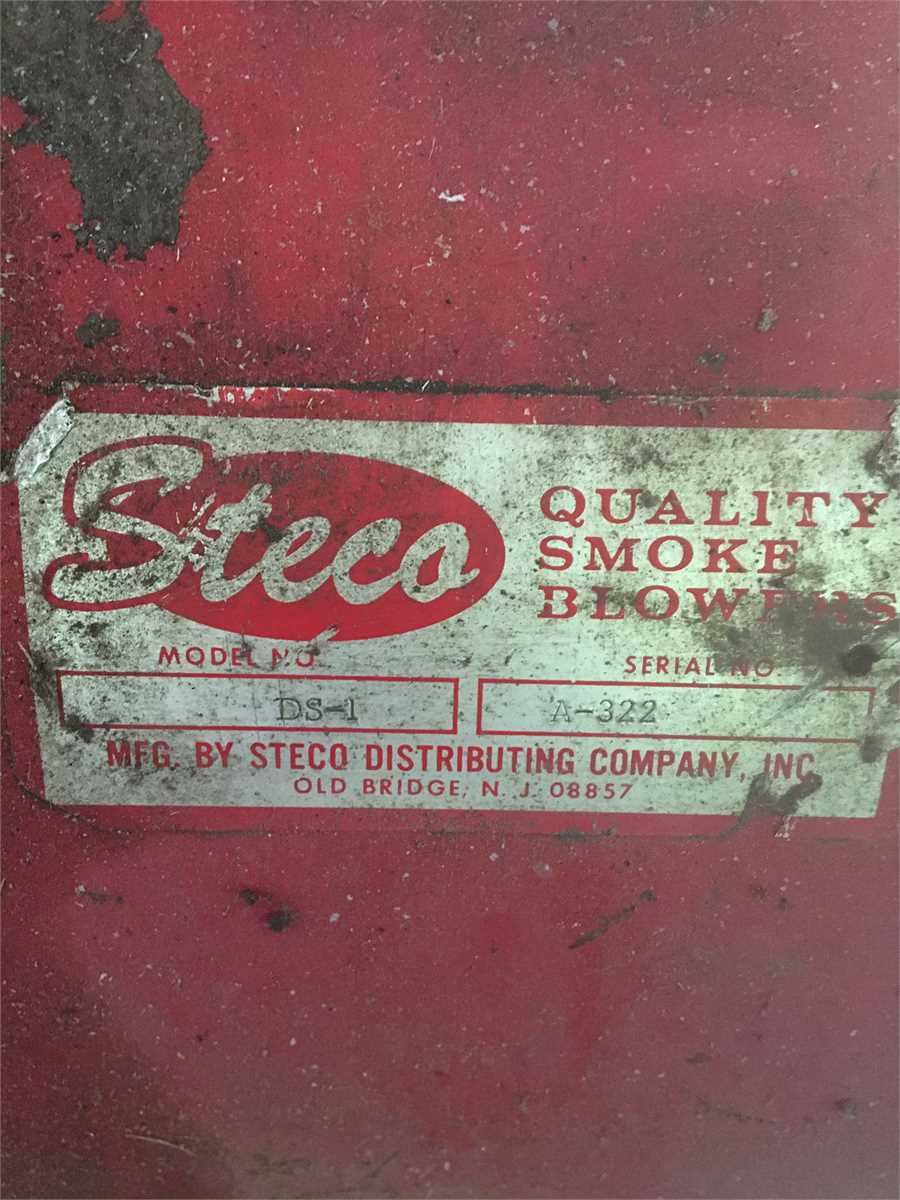 Steco
QUALITY
SMOKE
BLOWERS
MODEL NO
SERIAL NO
DS-1
A-322
MFG. BY STECO DISTRIBUTING COMPANY, INC
OLD BRIDGE, N. J. 08857